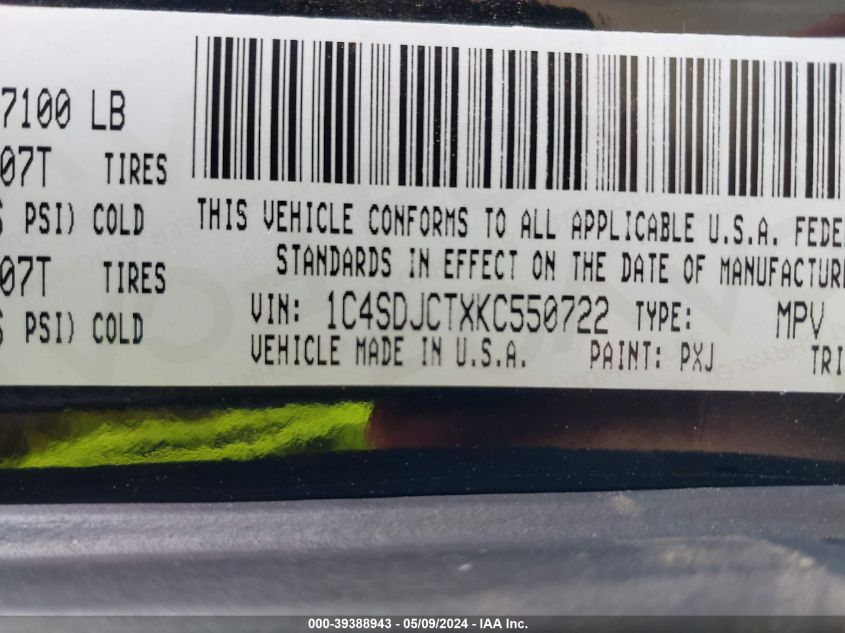 7100 LB
07T TIRES
PSI) COLD
07T TIRES
PSI) COLD
THIS VEHICLE CONFORMS TO ALL APPLICABLE U.S.A. FEDE
STANDARDS IN EFFECT ON THE DATE OF MANUFACTUR
VIN: 1C4SDJCTXKC550722 TYPE: MPV
VEHICLE MADE IN U.S.A. PAINT: PXJ TRI
000-39388943 - 05/09/2024 - IAA Inc.